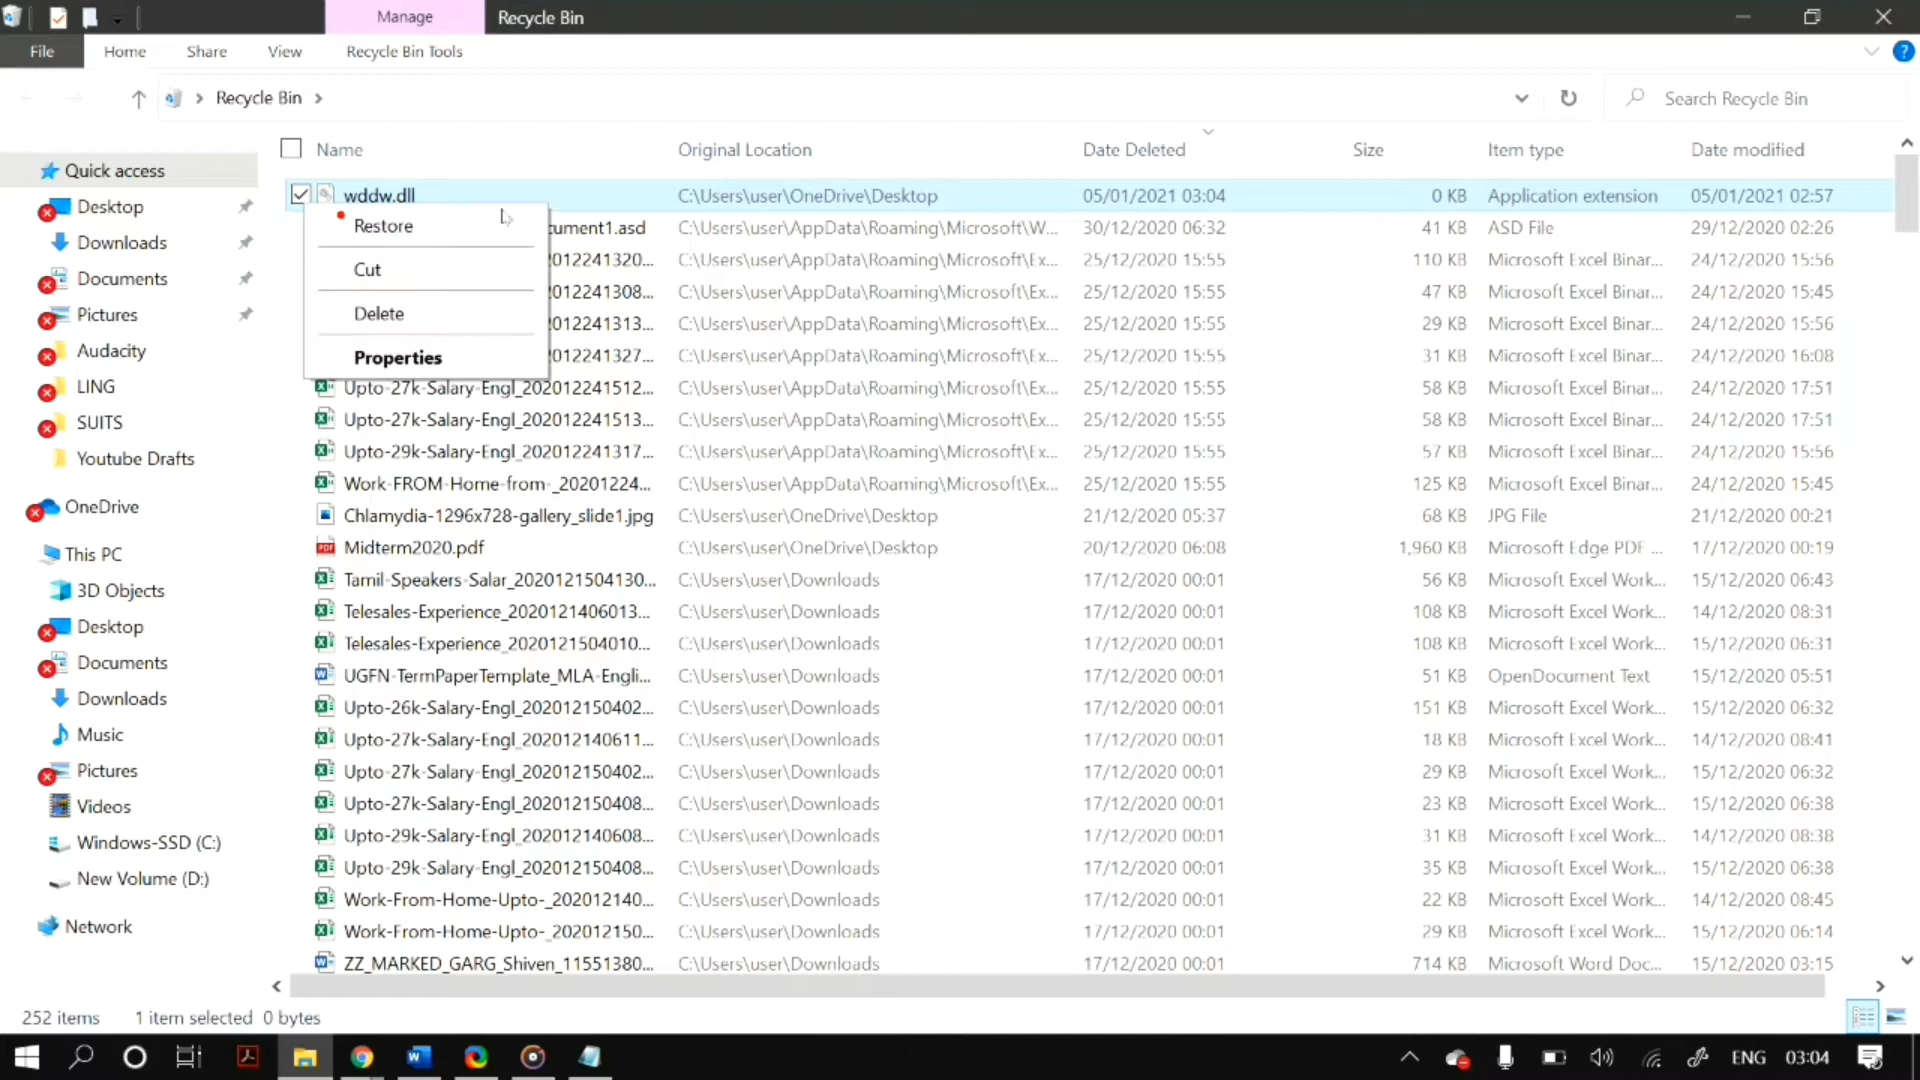 Manage Recycle Bin
File Home Share View Recycle Bin Tools
Recycle Bin Search Recycle Bin
Name Original Location Date Deleted Size Item type Date modified
Quick access
Desktop
Downloads
Documents
Pictures
Audacity
LING
SUITS
Youtube Drafts
OneDrive
This PC
3D Objects
Desktop
Documents
Downloads
Music
Pictures
Videos
Windows-SSD (C:)
New Volume (D:)
Network
wddw.dll C:\Users\user\OneDrive\Desktop 05/01/2021 03:04 0 KB Application extension 05/01/2021 02:57
Restore
Cut
Delete
Properties
cument1.asd C:\Users\user\AppData\Roaming\Microsoft\W... 30/12/2020 06:32 41 KB ASD File 29/12/2020 02:26
012241320... C:\Users\user\AppData\Roaming\Microsoft\Ex... 25/12/2020 15:55 110 KB Microsoft Excel Binar... 24/12/2020 15:56
012241308... C:\Users\user\AppData\Roaming\Microsoft\Ex... 25/12/2020 15:55 47 KB Microsoft Excel Binar... 24/12/2020 15:45
012241313... C:\Users\user\AppData\Roaming\Microsoft\Ex... 25/12/2020 15:55 29 KB Microsoft Excel Binar... 24/12/2020 15:56
012241327... C:\Users\user\AppData\Roaming\Microsoft\Ex... 25/12/2020 15:55 31 KB Microsoft Excel Binar... 24/12/2020 16:08
Upto-27k-Salary-Engl_202012241512... C:\Users\user\AppData\Roaming\Microsoft\Ex... 25/12/2020 15:55 58 KB Microsoft Excel Binar... 24/12/2020 17:51
Upto-27k-Salary-Engl_202012241513... C:\Users\user\AppData\Roaming\Microsoft\Ex... 25/12/2020 15:55 58 KB Microsoft Excel Binar... 24/12/2020 17:51
Upto-29k-Salary-Engl_202012241317... C:\Users\user\AppData\Roaming\Microsoft\Ex... 25/12/2020 15:55 57 KB Microsoft Excel Binar... 24/12/2020 15:56
Work-FROM-Home-from-_20201224... C:\Users\user\AppData\Roaming\Microsoft\Ex... 25/12/2020 15:55 125 KB Microsoft Excel Binar... 24/12/2020 15:45
Chlamydia-1296x728-gallery_slide1.jpg C:\Users\user\OneDrive\Desktop 21/12/2020 05:37 68 KB JPG File 21/12/2020 00:21
Midterm2020.pdf C:\Users\user\OneDrive\Desktop 20/12/2020 06:08 1,960 KB Microsoft Edge PDF ... 17/12/2020 00:19
Tamil-Speakers-Salar_2020121504130... C:\Users\user\Downloads 17/12/2020 00:01 56 KB Microsoft Excel Work... 15/12/2020 06:43
Telesales-Experience_2020121406013... C:\Users\user\Downloads 17/12/2020 00:01 108 KB Microsoft Excel Work... 14/12/2020 08:31
Telesales-Experience_2020121504010... C:\Users\user\Downloads 17/12/2020 00:01 108 KB Microsoft Excel Work... 15/12/2020 06:31
UGFN-TermPaperTemplate_MLA-Engli... C:\Users\user\Downloads 17/12/2020 00:01 51 KB OpenDocument Text 15/12/2020 05:51
Upto-26k-Salary-Engl_202012150402... C:\Users\user\Downloads 17/12/2020 00:01 151 KB Microsoft Excel Work... 15/12/2020 06:32
Upto-27k-Salary-Engl_202012140611... C:\Users\user\Downloads 17/12/2020 00:01 18 KB Microsoft Excel Work... 14/12/2020 08:41
Upto-27k-Salary-Engl_202012150402... C:\Users\user\Downloads 17/12/2020 00:01 29 KB Microsoft Excel Work... 15/12/2020 06:32
Upto-27k-Salary-Engl_202012150408... C:\Users\user\Downloads 17/12/2020 00:01 23 KB Microsoft Excel Work... 15/12/2020 06:38
Upto-29k-Salary-Engl_202012140608... C:\Users\user\Downloads 17/12/2020 00:01 31 KB Microsoft Excel Work... 14/12/2020 08:38
Upto-29k-Salary-Engl_202012150408... C:\Users\user\Downloads 17/12/2020 00:01 35 KB Microsoft Excel Work... 15/12/2020 06:38
Work-From-Home-Upto-_202012140... C:\Users\user\Downloads 17/12/2020 00:01 22 KB Microsoft Excel Work... 14/12/2020 08:45
Work-From-Home-Upto-_202012150... C:\Users\user\Downloads 17/12/2020 00:01 29 KB Microsoft Excel Work... 15/12/2020 06:14
ZZ_MARKED_GARG_Shiven_11551380... C:\Users\user\Downloads 17/12/2020 00:01 714 KB Microsoft Word Doc... 15/12/2020 03:15
252 items 1 item selected 0 bytes
ENG 03:04